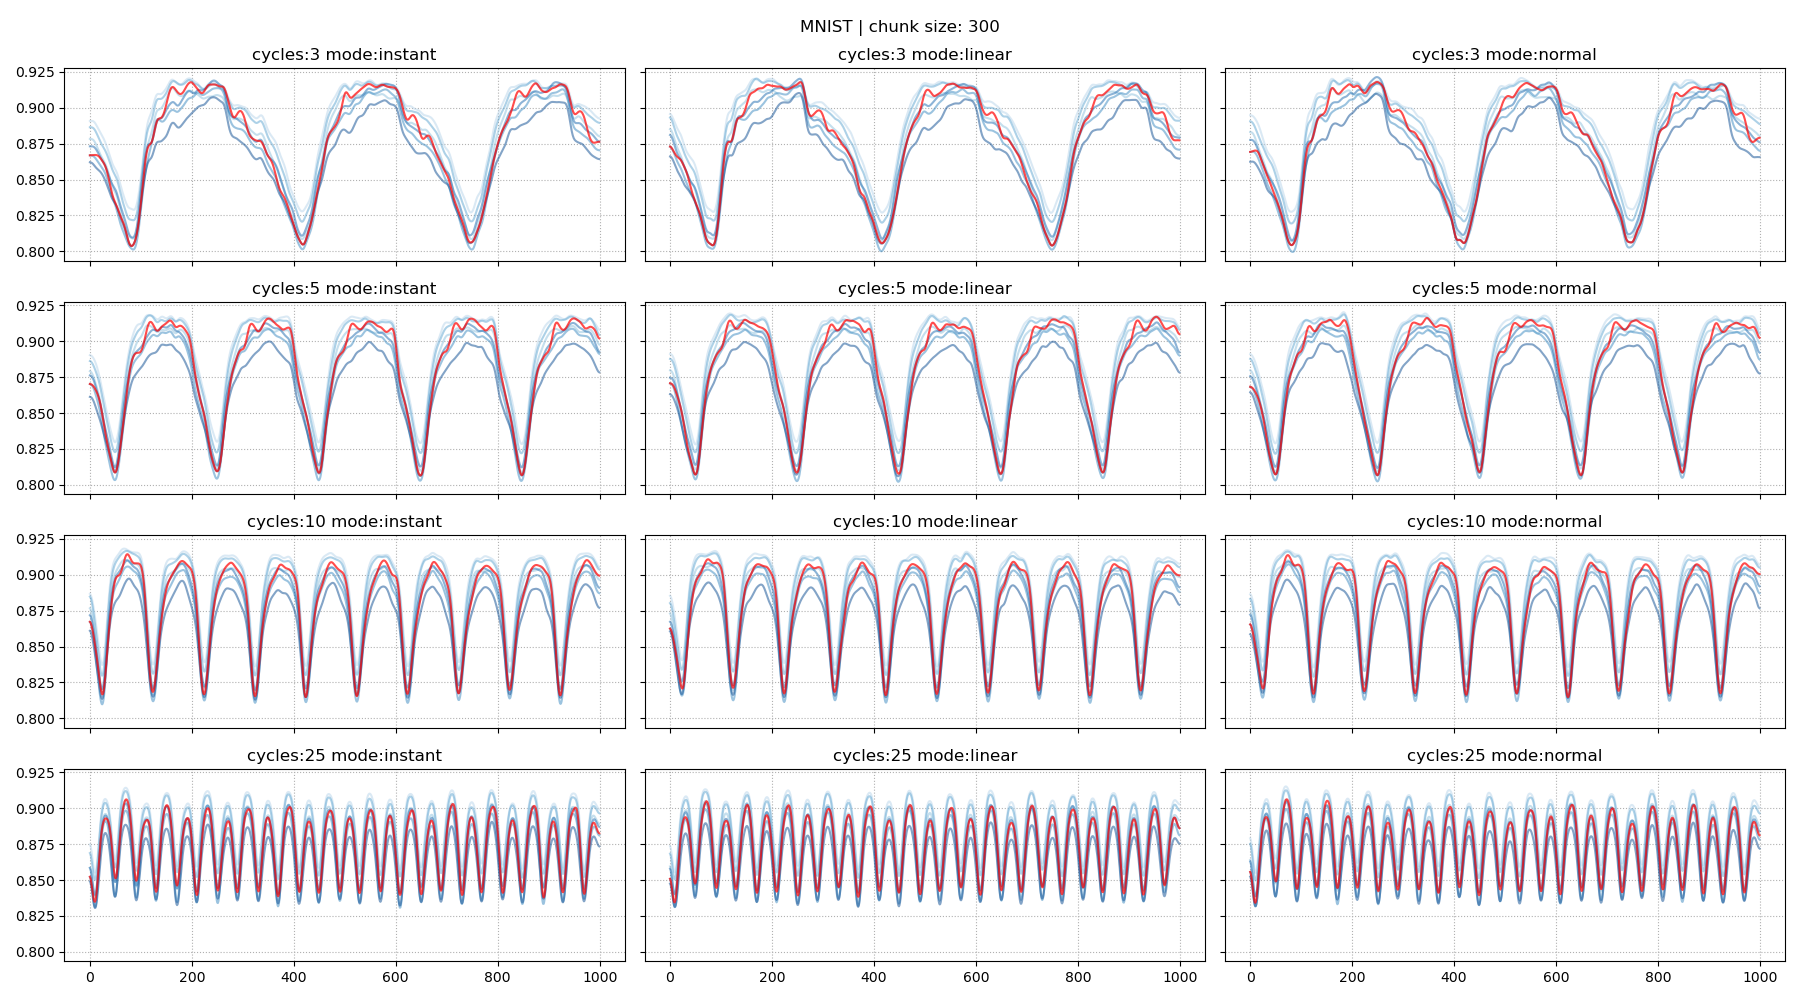 MNIST | chunk size: 300
cycles:3 mode:instant
cycles:3 mode:linear
cycles:3 mode:normal
0.925
0.900
0.875
0.850
0.825
0.800
cycles:5 mode:instant
cycles:5 mode:linear
cycles:5 mode:normal
0.925
0.900
0.875
0.850
0.825
0.800
cycles:10 mode:instant
cycles:10 mode:linear
cycles:10 mode:normal
0.925
0.900
0.875
0.850
0.825
0.800
cycles:25 mode:instant
cycles:25 mode:linear
cycles:25 mode:normal
0.925
0.900
0.875
0.850
0.825
0.800
0 200 400 600 800 1000
0 200 400 600 800 1000
0 200 400 600 800 1000